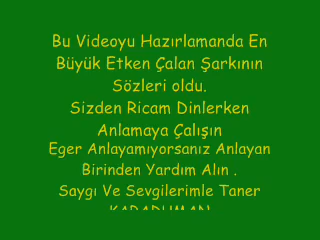 Bu Videoyu Hazırlamanda En
Büyük Etken Çalan Şarkının
Sözleri oldu.
Sizden Ricam Dinlerken
Anlamaya Çalışın
Eger Anlayamıyorsanız Anlayan
Birinden Yardım Alın .
Saygı Ve Sevgilerimle Taner